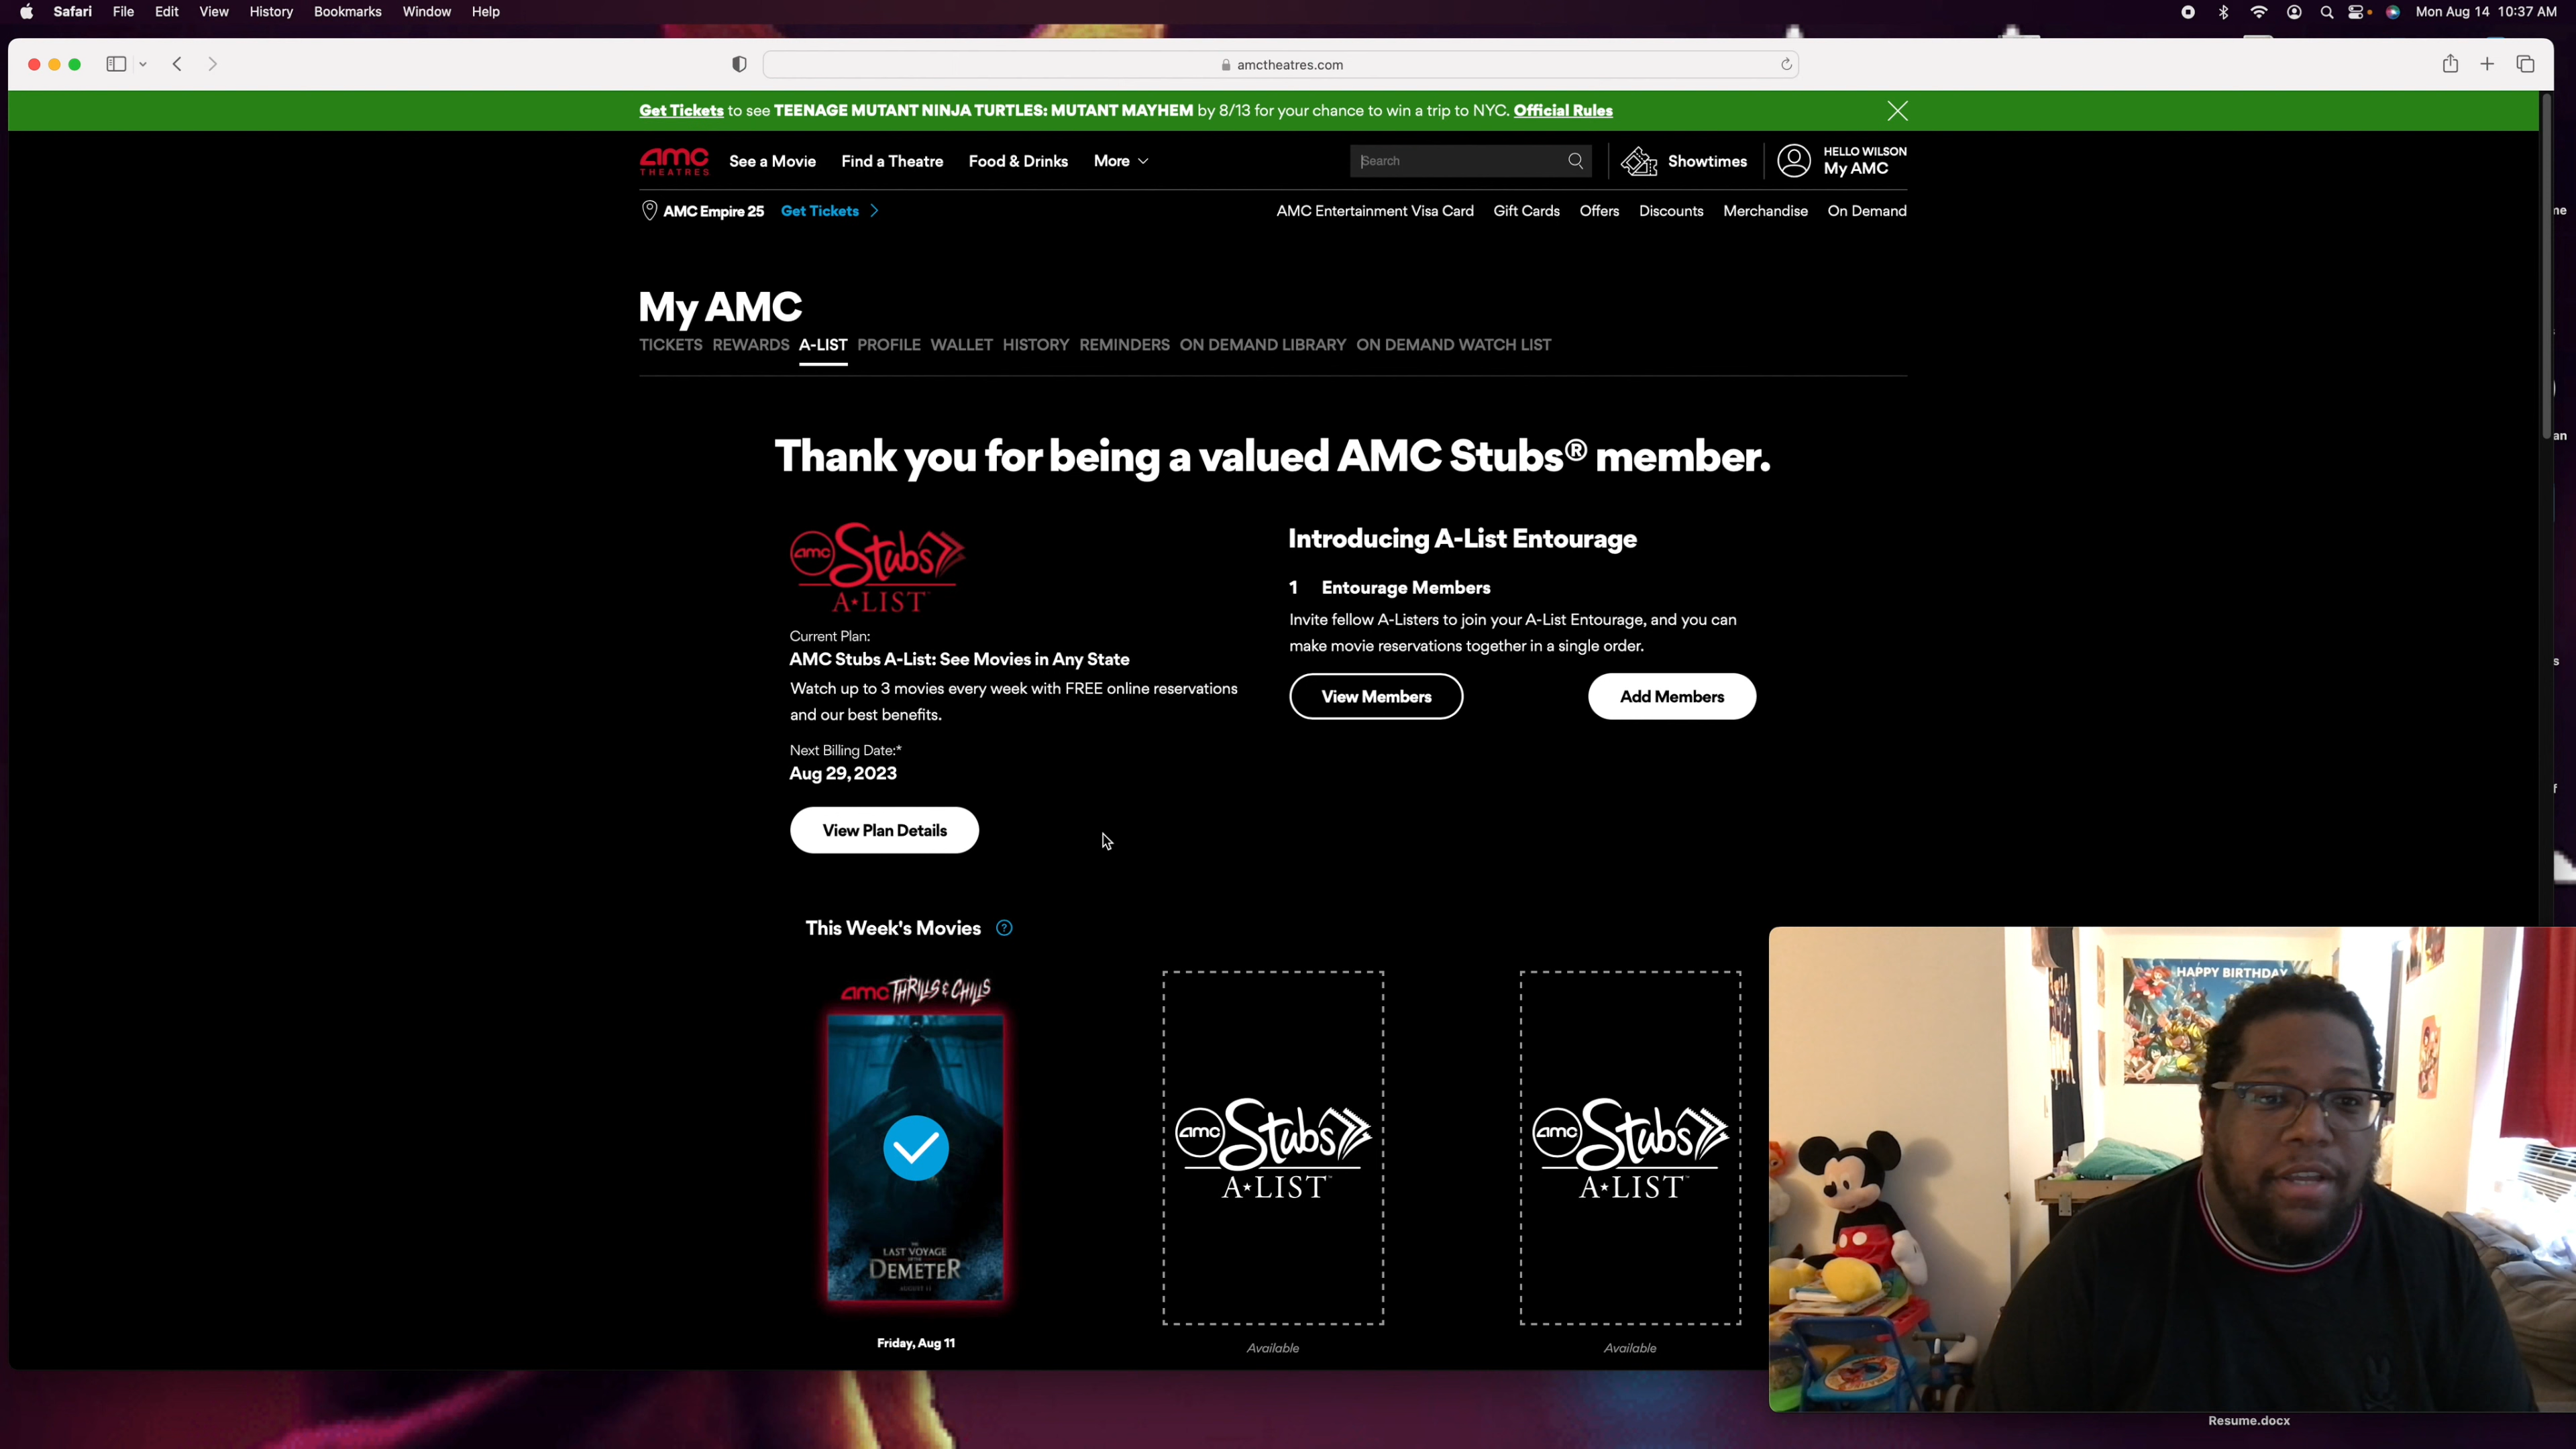 Safari File Edit View History Bookmarks Window Help
Mon Aug 14 10:37 AM
amctheatres.com
Get Tickets to see TEENAGE MUTANT NINJA TURTLES: MUTANT MAYHEM by 8/13 for your chance to win a trip to NYC. Official Rules
amc THEATRES
See a Movie Find a Theatre Food & Drinks More
Search
Showtimes
HELLO WILSON
My AMC
AMC Empire 25 Get Tickets
AMC Entertainment Visa Card Gift Cards Offers Discounts Merchandise On Demand
My AMC
TICKETS REWARDS A-LIST PROFILE WALLET HISTORY REMINDERS ON DEMAND LIBRARY ON DEMAND WATCH LIST
Thank you for being a valued AMC Stubs® member.
amc Stubs
A★LIST™
Current Plan:
AMC Stubs A-List: See Movies in Any State
Watch up to 3 movies every week with FREE online reservations
and our best benefits.
Next Billing Date:*
Aug 29, 2023
View Plan Details
Introducing A-List Entourage
1 Entourage Members
Invite fellow A-Listers to join your A-List Entourage, and you can
make movie reservations together in a single order.
View Members
Add Members
This Week's Movies ?
amc THRILLS & CHILLS
THE
LAST VOYAGE
OF THE
DEMETER
AUGUST 11
Friday, Aug 11
amc Stubs
A★LIST™
Available
amc Stubs
A★LIST™
Available
HAPPY BIRTHDAY
Resume.docx